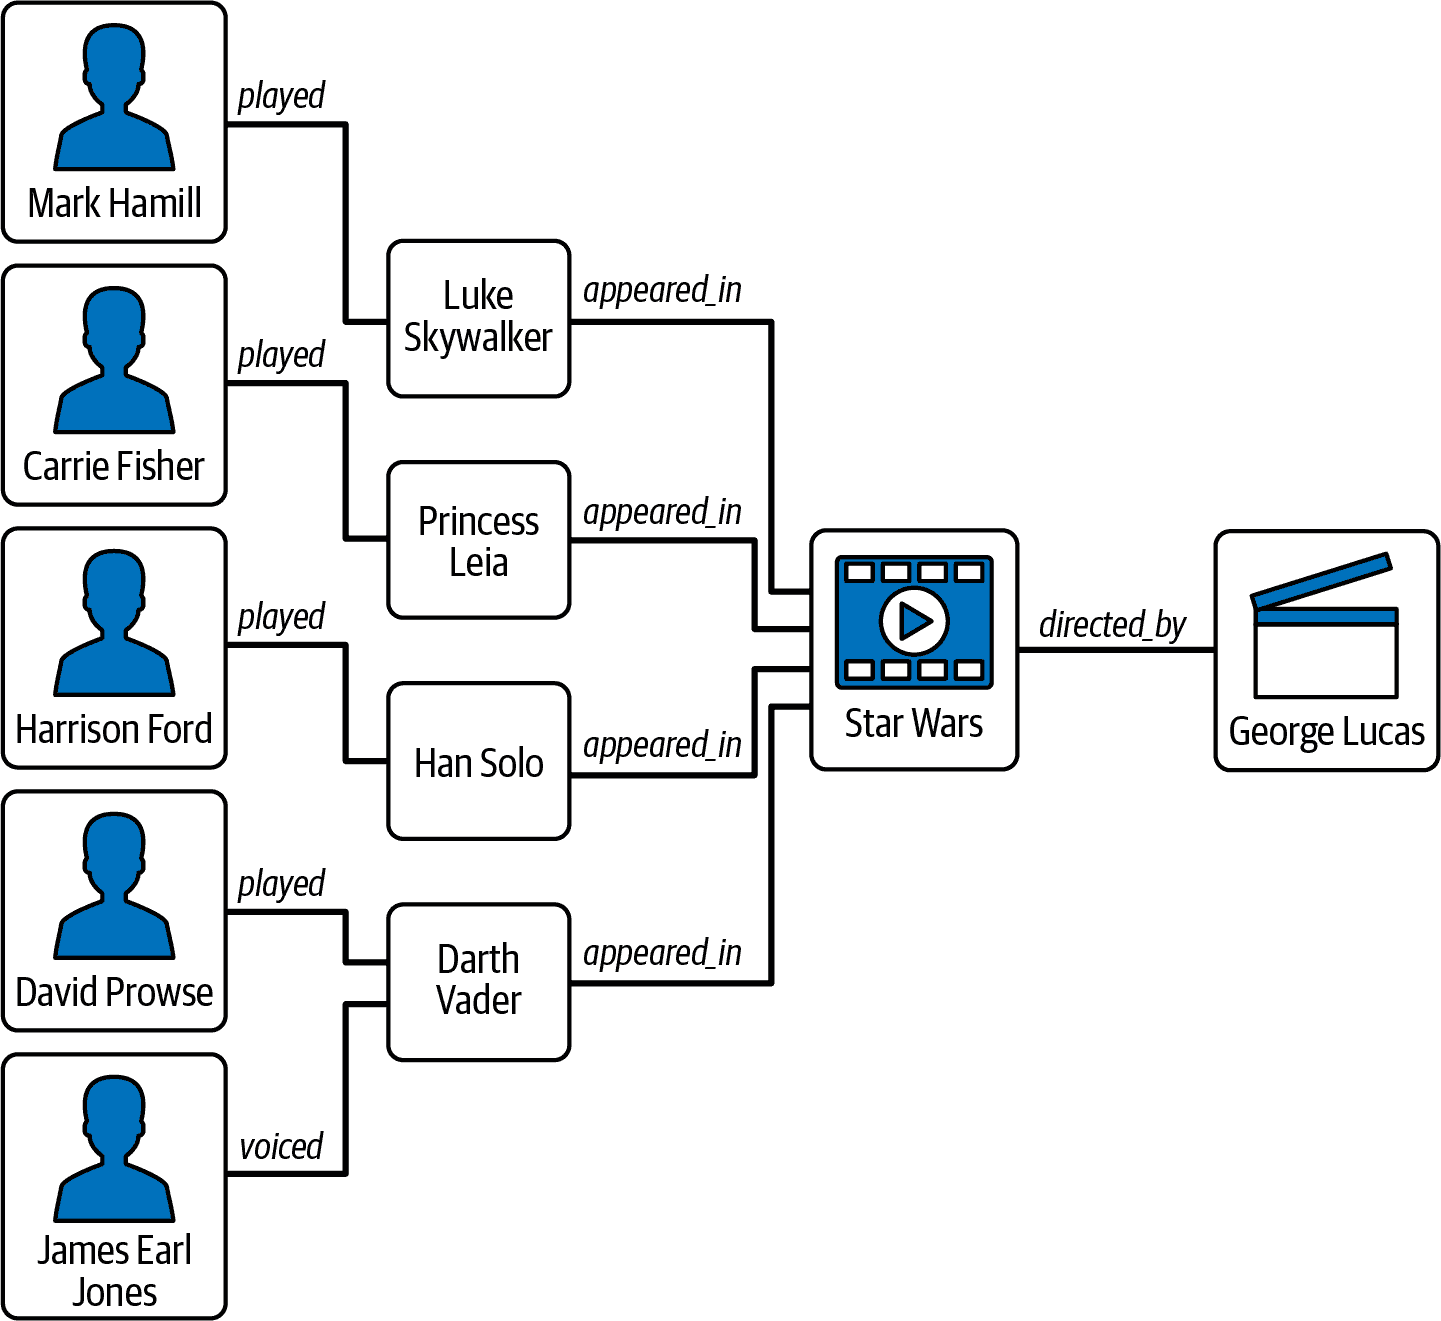 played
Mark Hamill
played
Carrie Fisher
played
Harrison Ford
played
David Prowse
voiced
James Earl
Jones
Luke
Skywalker
appeared_in
Princess
Leia
appeared_in
Han Solo
appeared_in
Darth
Vader
appeared_in
Star Wars
directed_by
George Lucas